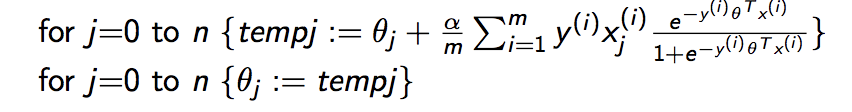 for j=0 to n {tempj := θ_j + α/m ∑_{i=1}^{m} y^{(i)} x_j^{(i)} e^{-y^{(i)}θ^T x^{(i)}}/1+e^{-y^{(i)}θ^T x^{(i)}} }
for j=0 to n {θ_j := tempj}